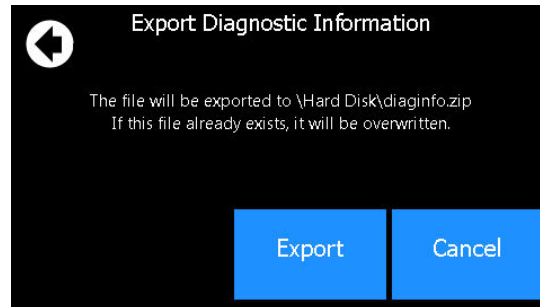 Export Diagnostic Information
The file will be exported to \Hard Disk\diaginfo.zip
If this file already exists, it will be overwritten.
Export
Cancel